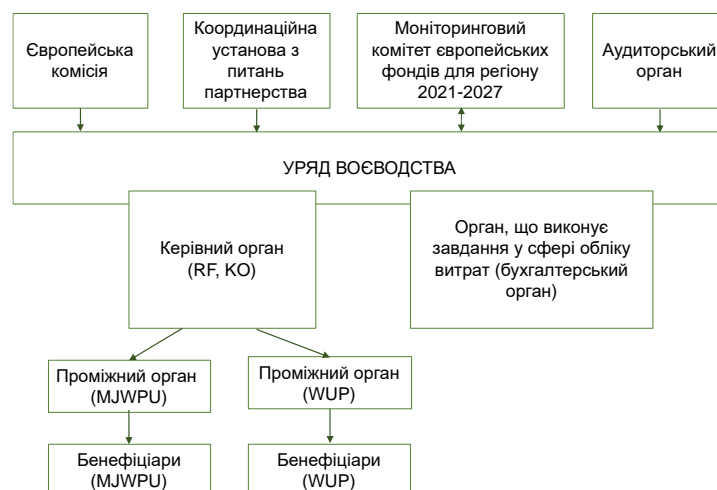 Європейська
комісія
Координаційна
установа з
питань
партнерства
Моніторинговий
комітет європейських
фондів для регіону
2021-2027
Аудиторський
орган
УРЯД ВОЄВОДСТВА
Керівний орган
(RF, KO)
Орган, що виконує
завдання у сфері обліку
витрат (бухгалтерський
орган)
Проміжний орган
(MJWPU)
Проміжний орган
(WUP)
Бенефіціари
(MJWPU)
Бенефіціари
(WUP)